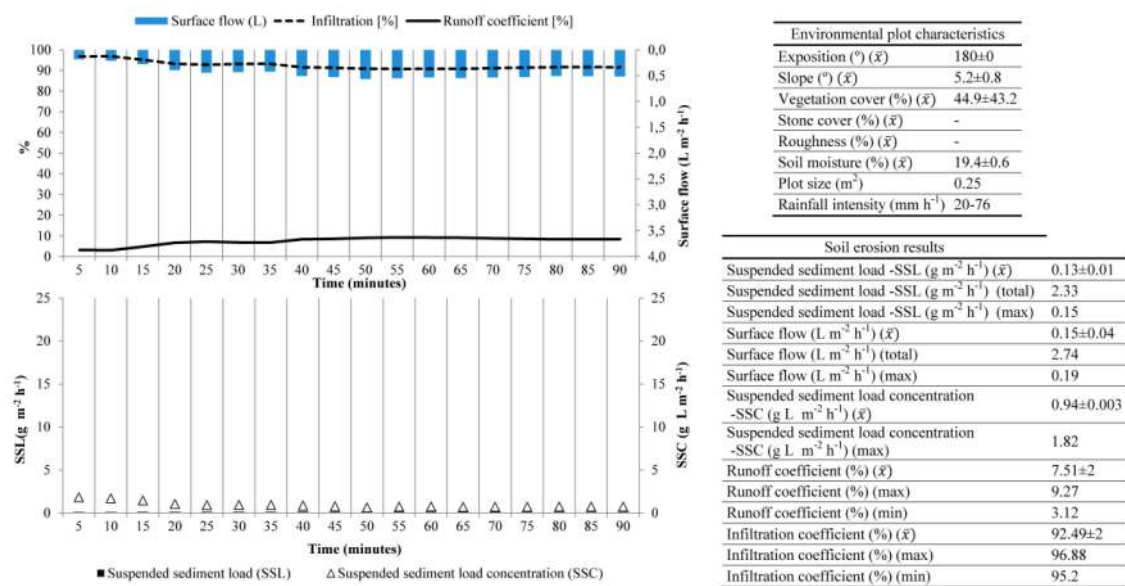 Surface flow (L) Infiltration [%] Runoff coefficient [%]
100
90
80
70
60
50
40
30
20
10
0
%
0,0
0,5
1,0
1,5
2,0
2,5
3,0
3,5
4,0
Surface flow (L m⁻² h⁻¹)
5 10 15 20 25 30 35 40 45 50 55 60 65 70 75 80 85 90
Time (minutes)
25
20
15
10
5
0
SSL(g m⁻² h⁻¹)
25
20
15
10
5
0
SSC (g L m⁻² h⁻¹)
5 10 15 20 25 30 35 40 45 50 55 60 65 70 75 80 85 90
Time (minutes)
Suspended sediment load (SSL) Suspended sediment load concentration (SSC)
Environmental plot characteristics
Exposition (º) (x̄) 180±0
Slope (º) (x̄) 5.2±0.8
Vegetation cover (%) (x̄) 44.9±43.2
Stone cover (%) (x̄) -
Roughness (%) (x̄) -
Soil moisture (%) (x̄) 19.4±0.6
Plot size (m²) 0.25
Rainfall intensity (mm h⁻¹) 20-76
Soil erosion results
Suspended sediment load -SSL (g m⁻² h⁻¹) (x̄) 0.13±0.01
Suspended sediment load -SSL (g m⁻² h⁻¹) (total) 2.33
Suspended sediment load -SSL (g m⁻² h⁻¹) (max) 0.15
Surface flow (L m⁻² h⁻¹) (x̄) 0.15±0.04
Surface flow (L m⁻² h⁻¹) (total) 2.74
Surface flow (L m⁻² h⁻¹) (max) 0.19
Suspended sediment load concentration
-SSC (g L m⁻² h⁻¹) (x̄) 0.94±0.003
Suspended sediment load concentration
-SSC (g L m⁻² h⁻¹) (max) 1.82
Runoff coefficient (%) (x̄) 7.51±2
Runoff coefficient (%) (max) 9.27
Runoff coefficient (%) (min) 3.12
Infiltration coefficient (%) (x̄) 92.49±2
Infiltration coefficient (%) (max) 96.88
Infiltration coefficient (%) (min) 95.2